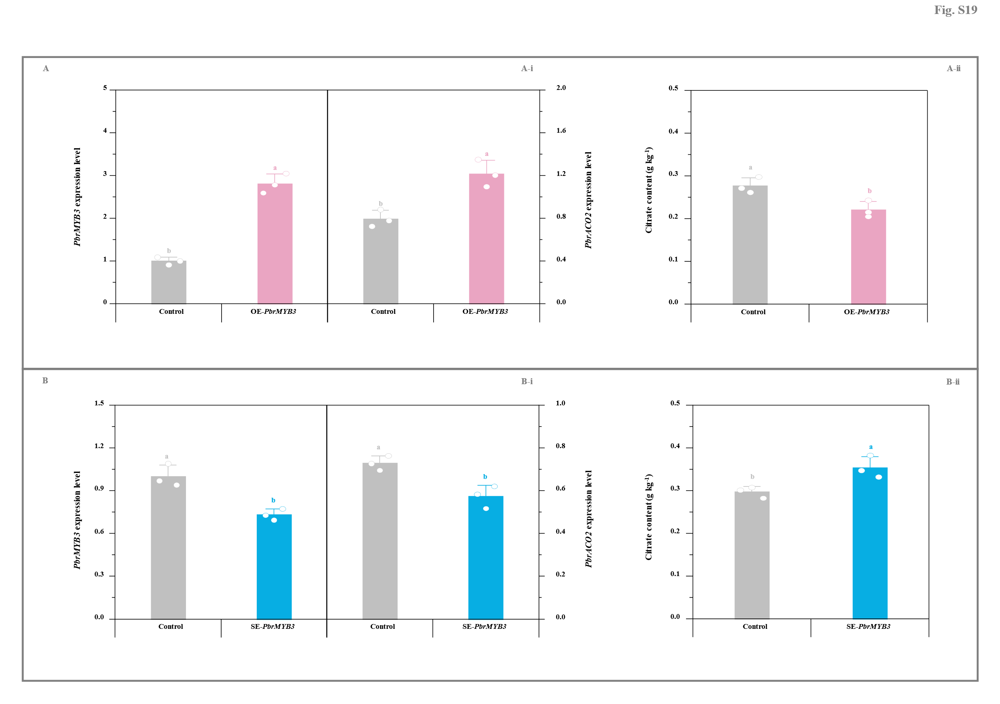 Fig. S19
A
A-i
A-ii
5
4
3
2
1
0
PbrMYB3 expression level
b
a
b
a
Control
OE-PbrMYB3
Control
OE-PbrMYB3
2.0
1.6
1.2
0.8
0.4
0.0
PbrACO2 expression level
0.5
0.4
0.3
0.2
0.1
0.0
Citrate content (g kg-1)
a
b
Control
OE-PbrMYB3
B
B-i
B-ii
1.5
1.2
0.9
0.6
0.3
0.0
PbrMYB3 expression level
a
b
a
b
Control
SE-PbrMYB3
Control
SE-PbrMYB3
1.0
0.8
0.6
0.4
0.2
0.0
PbrACO2 expression level
0.5
0.4
0.3
0.2
0.1
0.0
Citrate content (g kg-1)
b
a
Control
SE-PbrMYB3